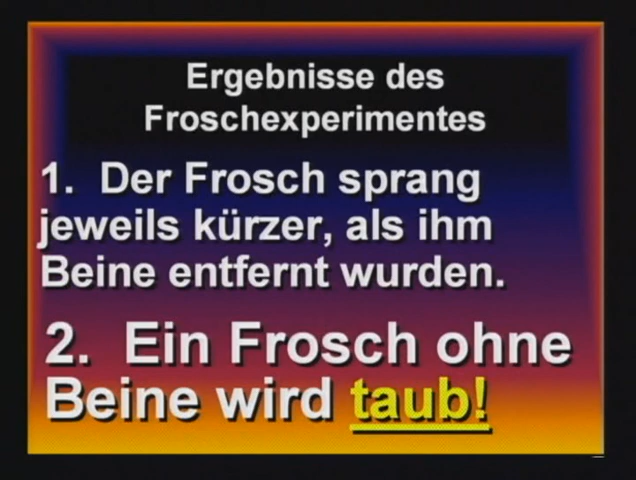 Ergebnisse des
Froschexperimentes
1. Der Frosch sprang
jeweils kürzer, als ihm
Beine entfernt wurden.
2. Ein Frosch ohne
Beine wird taub!